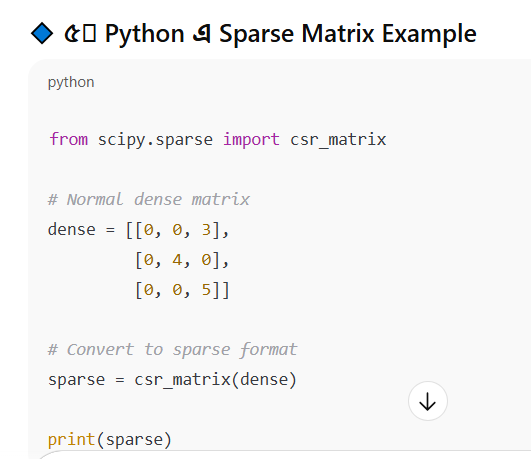 ৫️⃣ Python এ Sparse Matrix Example
python
from scipy.sparse import csr_matrix
# Normal dense matrix
dense = [[0, 0, 3],
         [0, 4, 0],
         [0, 0, 5]]
# Convert to sparse format
sparse = csr_matrix(dense)
print(sparse)